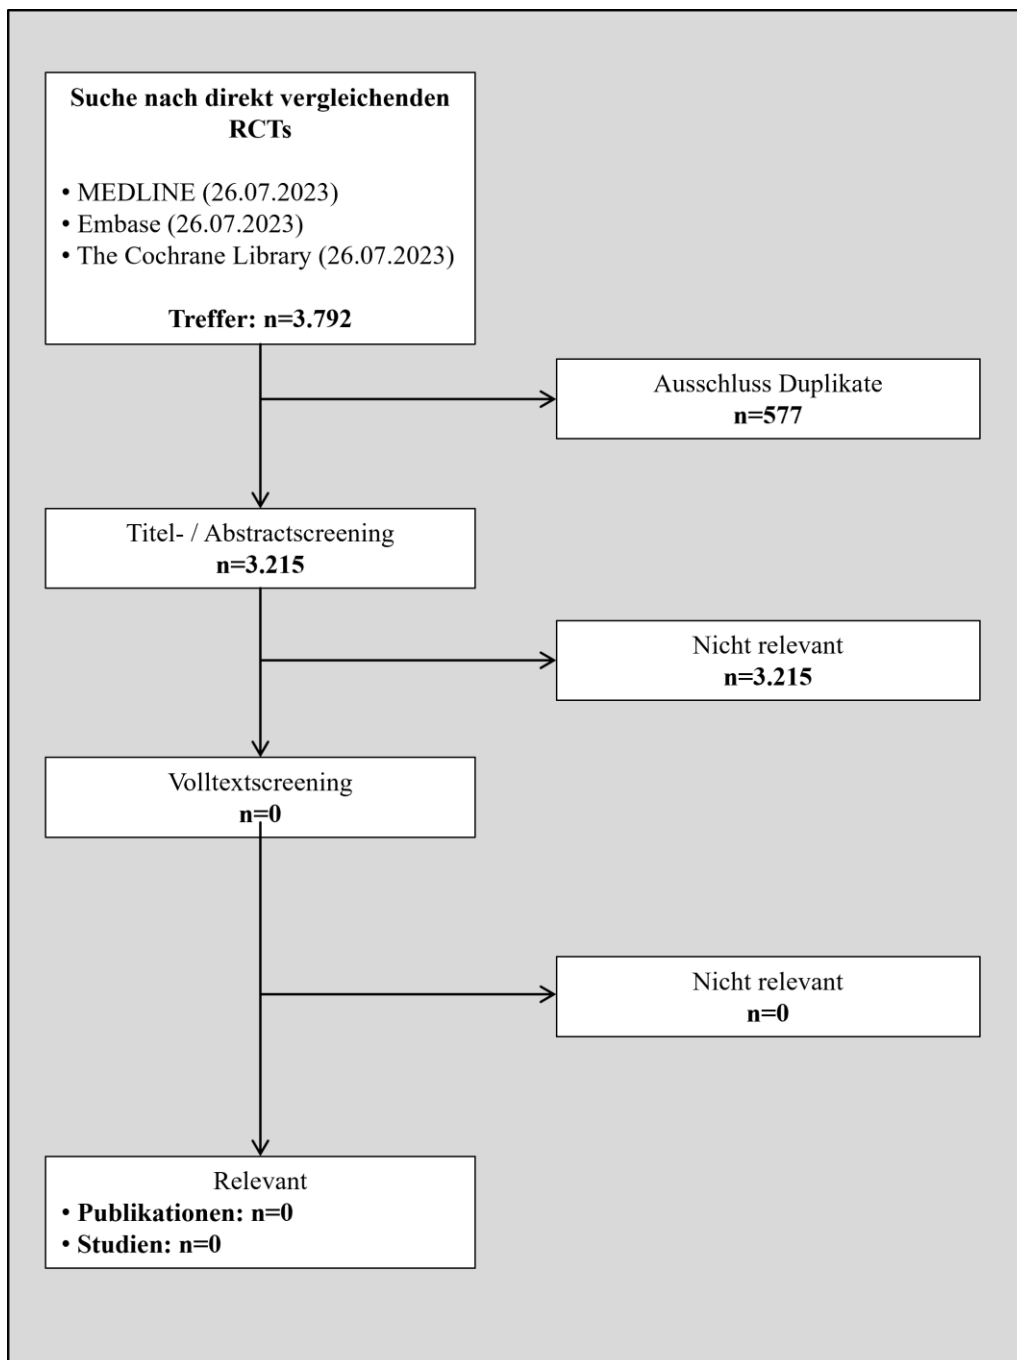 Suche nach direkt vergleichenden
RCTs
• MEDLINE (26.07.2023)
• Embase (26.07.2023)
• The Cochrane Library (26.07.2023)
Treffer: n=3.792
Ausschluss Duplikate
n=577
Titel- / Abstractscreening
n=3.215
Nicht relevant
n=3.215
Volltextscreening
n=0
Nicht relevant
n=0
Relevant
• Publikationen: n=0
• Studien: n=0